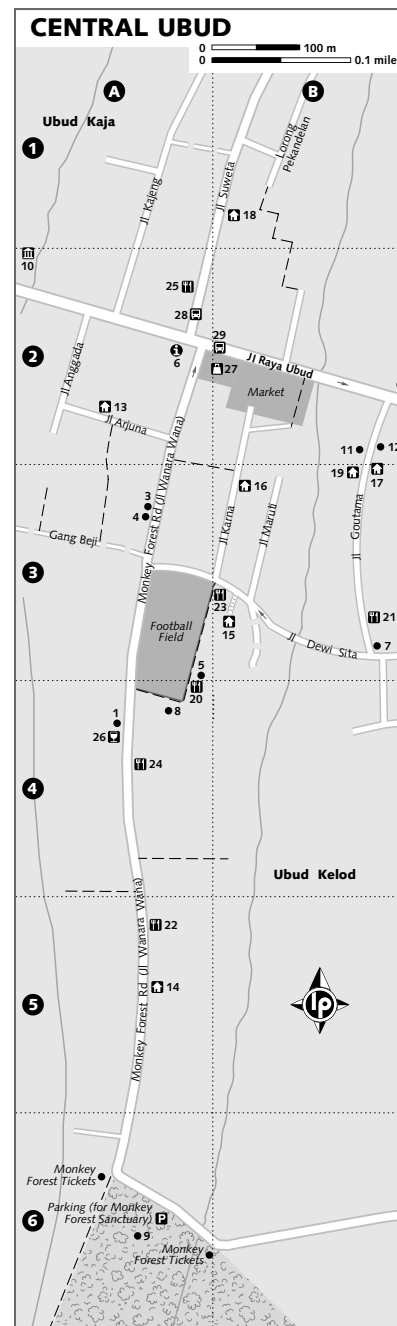 CENTRAL UBUD
0 100 m
0 0.1 miles
A
B
1
Ubud Kaja
Lorong
Pekandelan
Jl Kajeng
Jl Suweta
18
10
25
28
29
2
6
Jl Raya Ubud
27
Jl Anggada
Market
13
Jl Arjuna
11
12
19
17
16
3
4
Monkey Forest Rd (Jl Wanara Wana)
Jl Karna
Jl Maruti
Jl Goutama
Gang Beji
3
23
21
Football
Field
15
Jl Dewi Sita
7
5
20
8
1
26
24
4
Ubud Kelod
22
14
Monkey Forest Rd (Jl Wanara Wana)
5
lp
Monkey
Forest Tickets
Parking (for Monkey
Forest Sanctuary)
P
6
9
Monkey
Forest Tickets